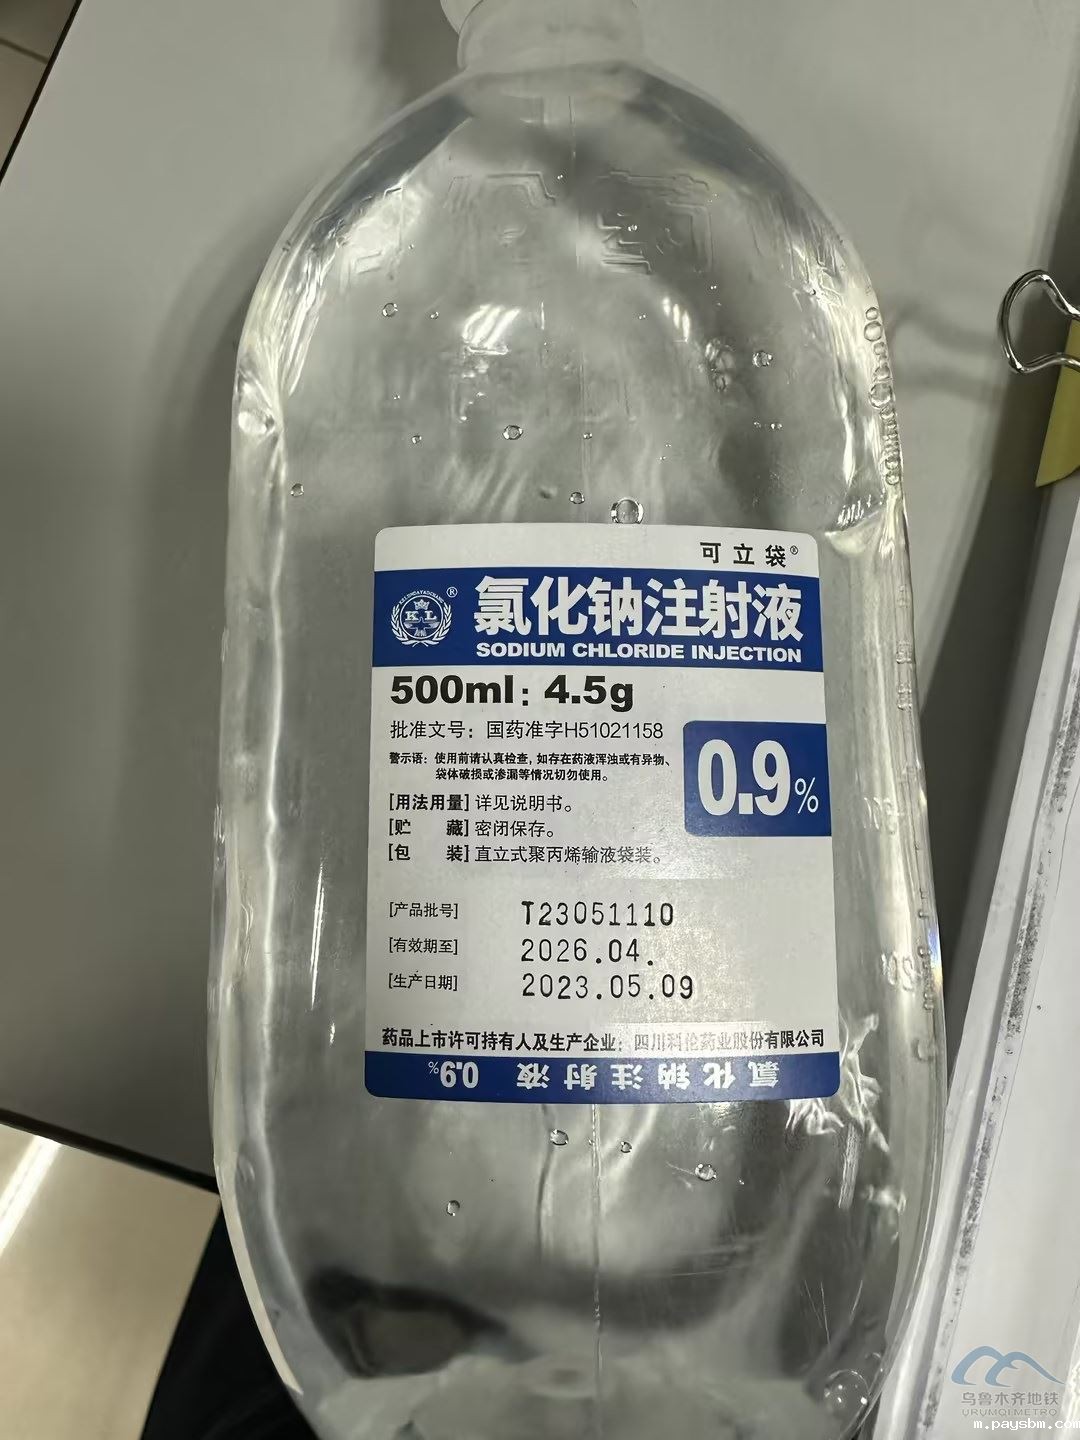 可立袋®
KL ®
氯化钠注射液
SODIUM CHLORIDE INJECTION
500ml: 4.5g
批准文号: 国药准字H51021158
0.9%
警示语: 使用前请认真检查, 如存在药液浑浊或有异物、
袋体破损或渗漏等情况切勿使用。
[用法用量] 详见说明书。
[贮 藏] 密闭保存。
[包 装] 直立式聚丙烯输液袋装。
[产品批号] T23051110
[有效期至] 2026.04.
[生产日期] 2023.05.09
药品上市许可持有人及生产企业: 四川科伦药业股份有限公司
氯化钠注射液 0.9%
乌鲁木齐地铁
URUMQI METRO
m.paysbm.com